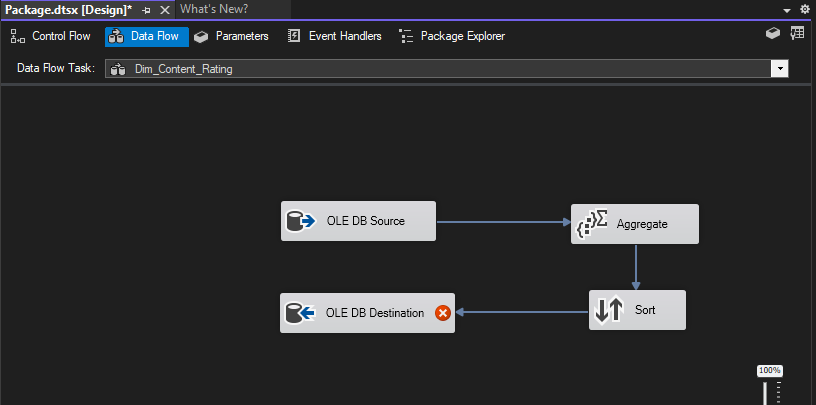 Package.dtsx [Design]*
What's New?
Control Flow
Data Flow
Parameters
Event Handlers
Package Explorer
Data Flow Task:
Dim_Content_Rating
OLE DB Source
Aggregate
OLE DB Destination
Sort
100%